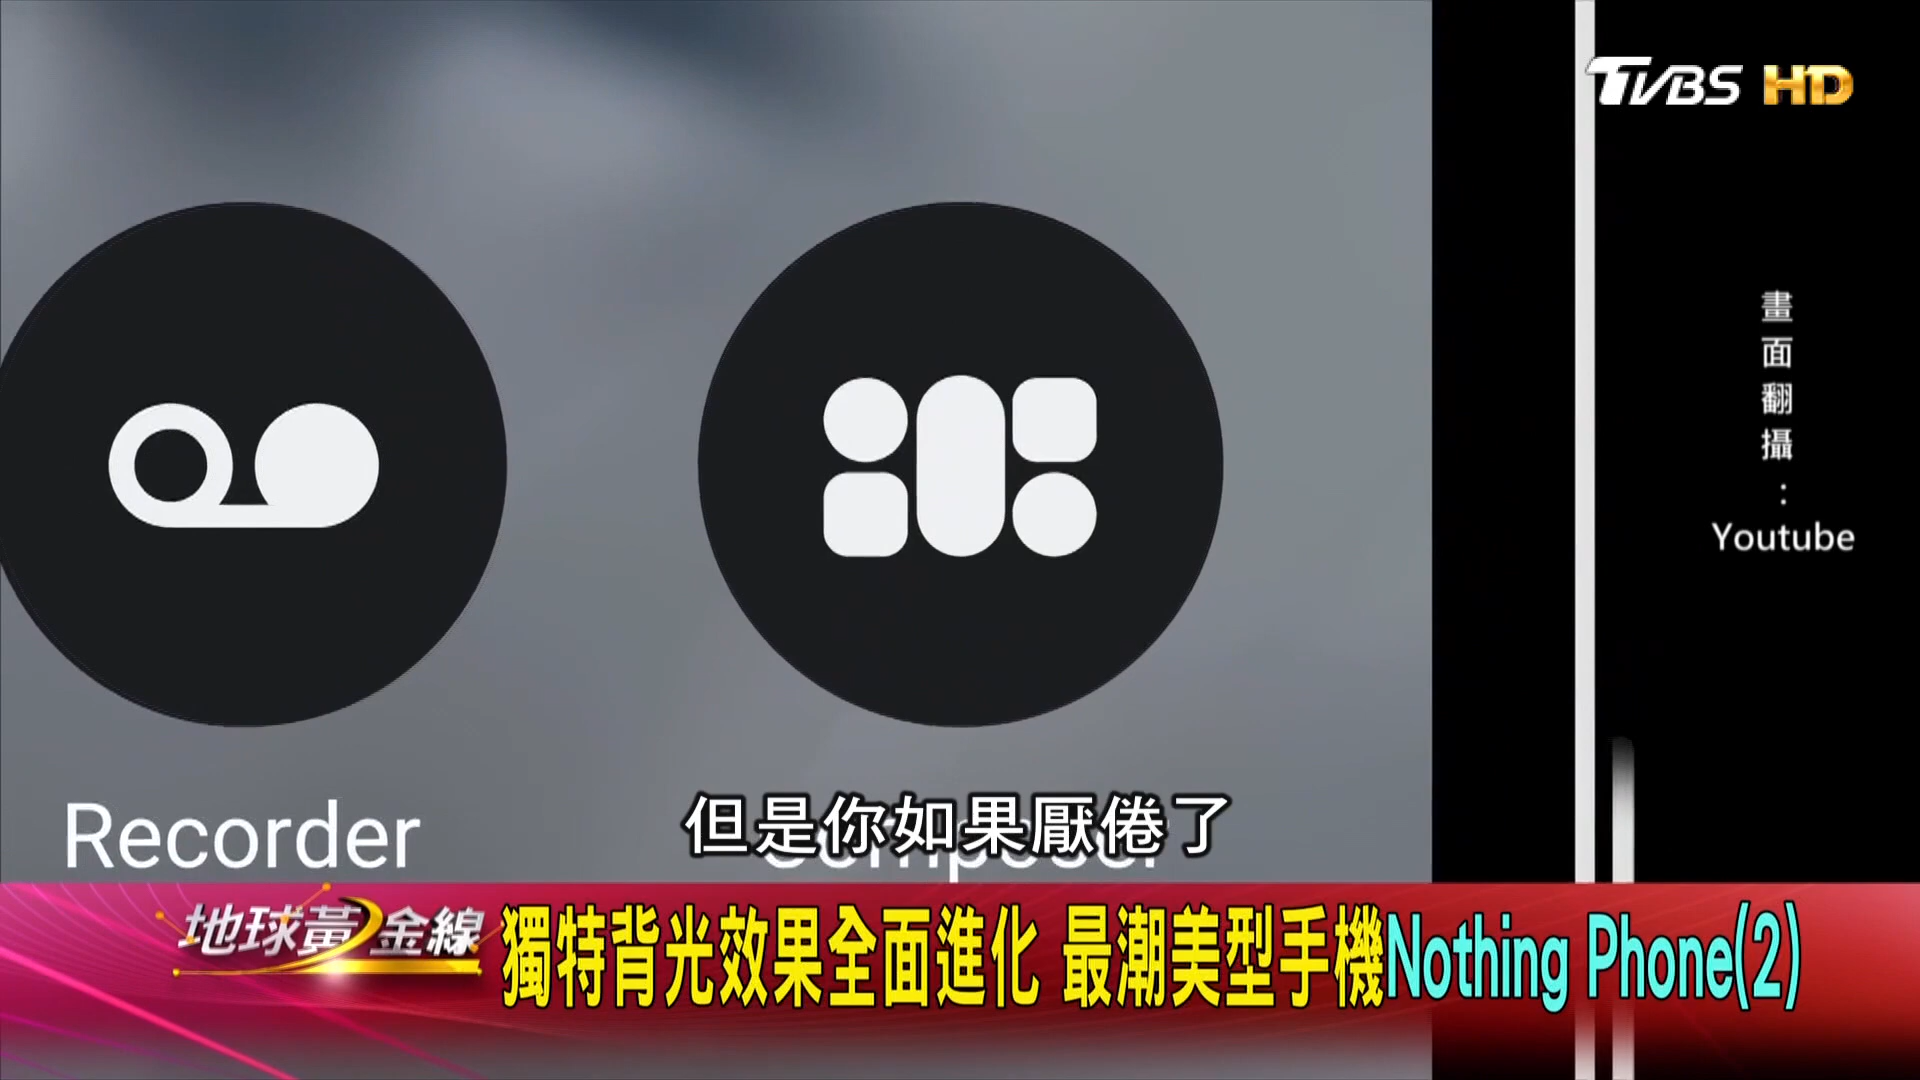 TVBS HD
畫面翻攝：
Youtube
Recorder
Composer
但是你如果厭倦了
地球黃金線
獨特背光效果全面進化 最潮美型手機Nothing Phone(2)